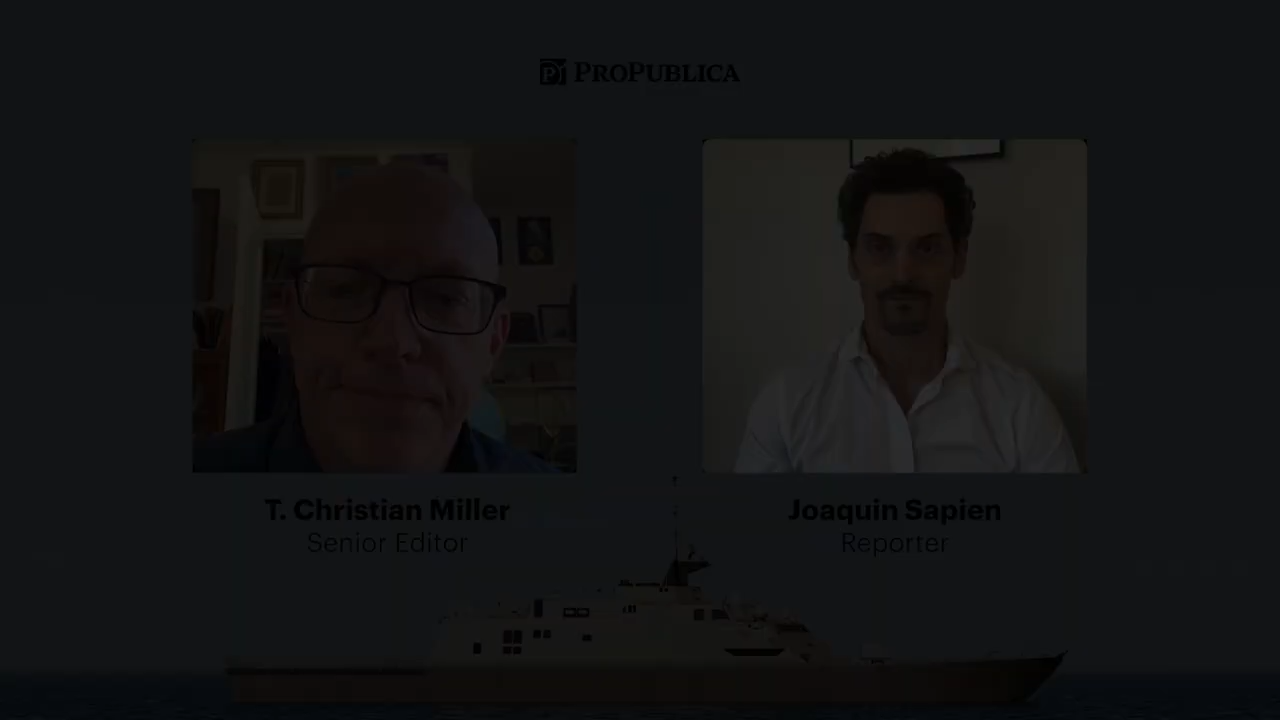 PROPUBLICA
T. Christian Miller
Senior Editor
Joaquin Sapien
Reporter